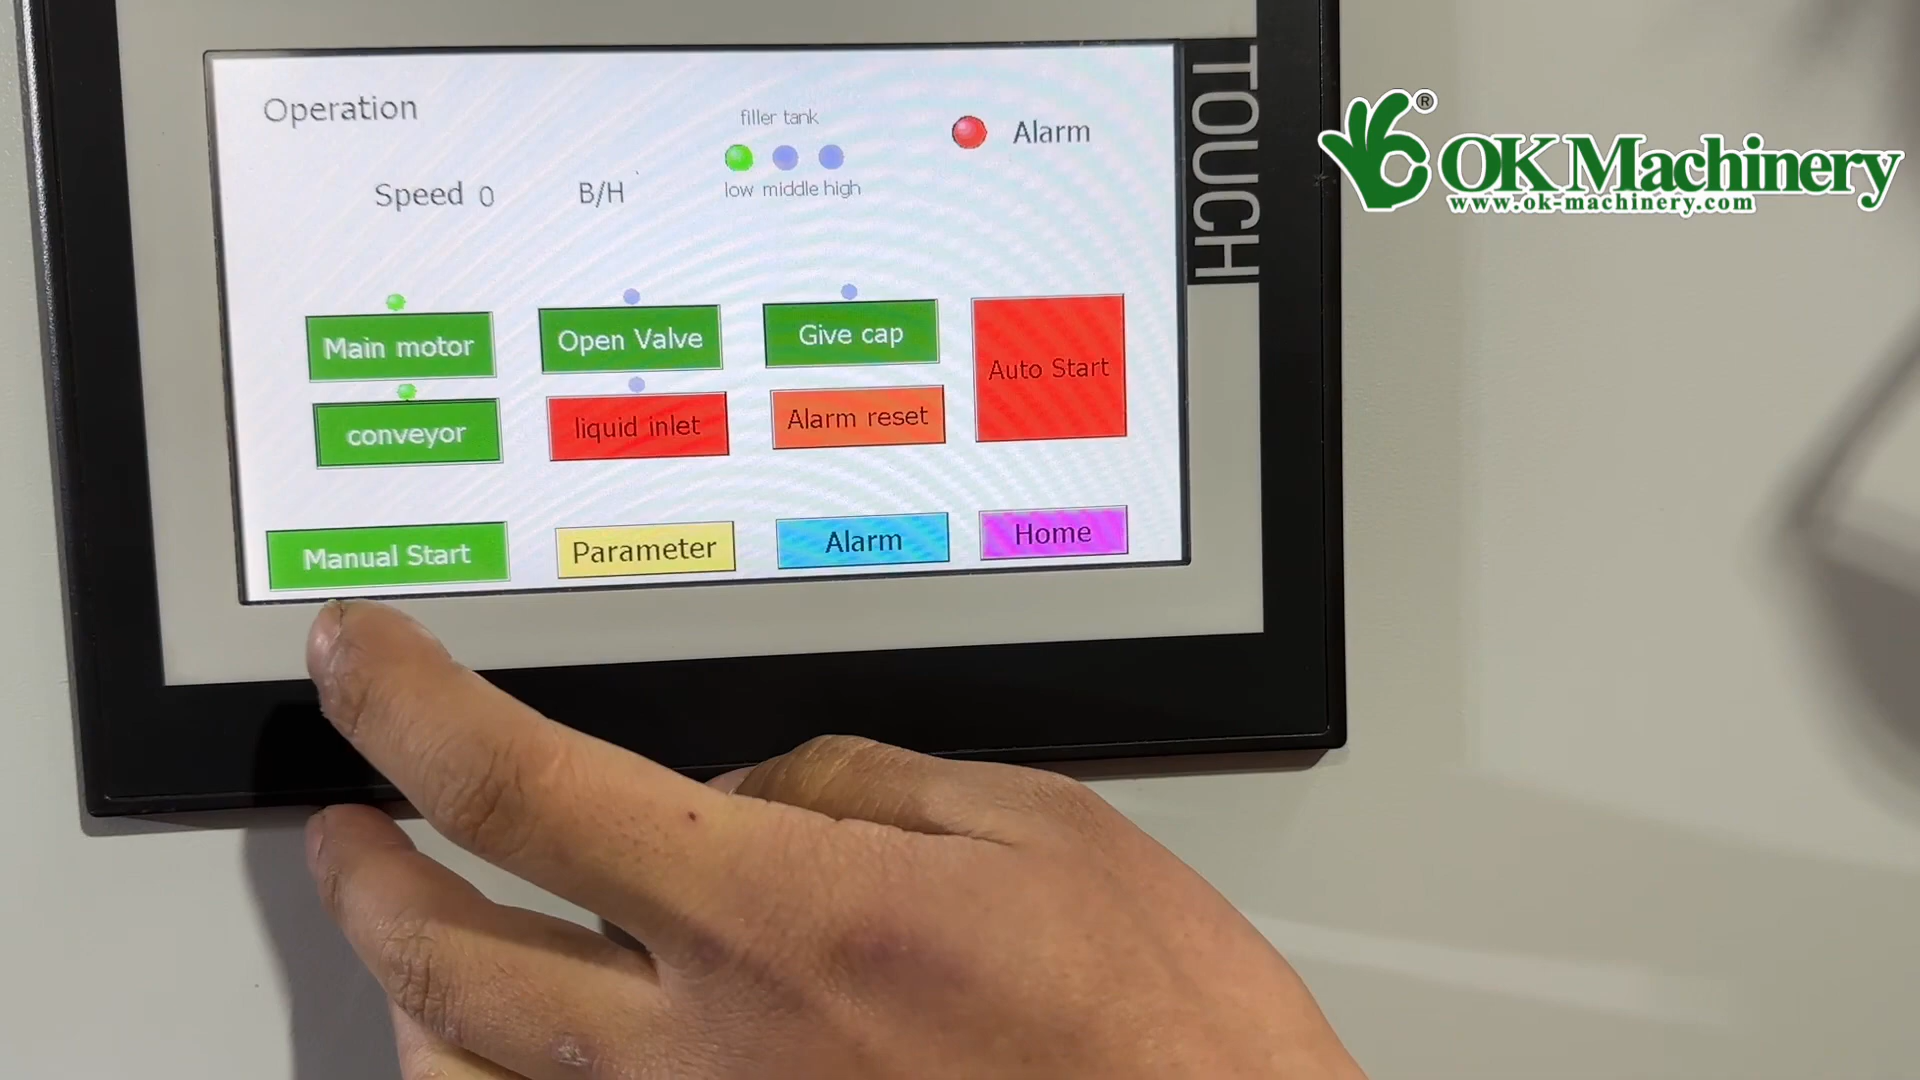 Operation
filler tank
Alarm
Speed 0 B/H
low middle high
Main motor
Open Valve
Give cap
Auto Start
conveyor
liquid inlet
Alarm reset
Manual Start
Parameter
Alarm
Home
TOUCH
®
OK Machinery
www.ok-machinery.com